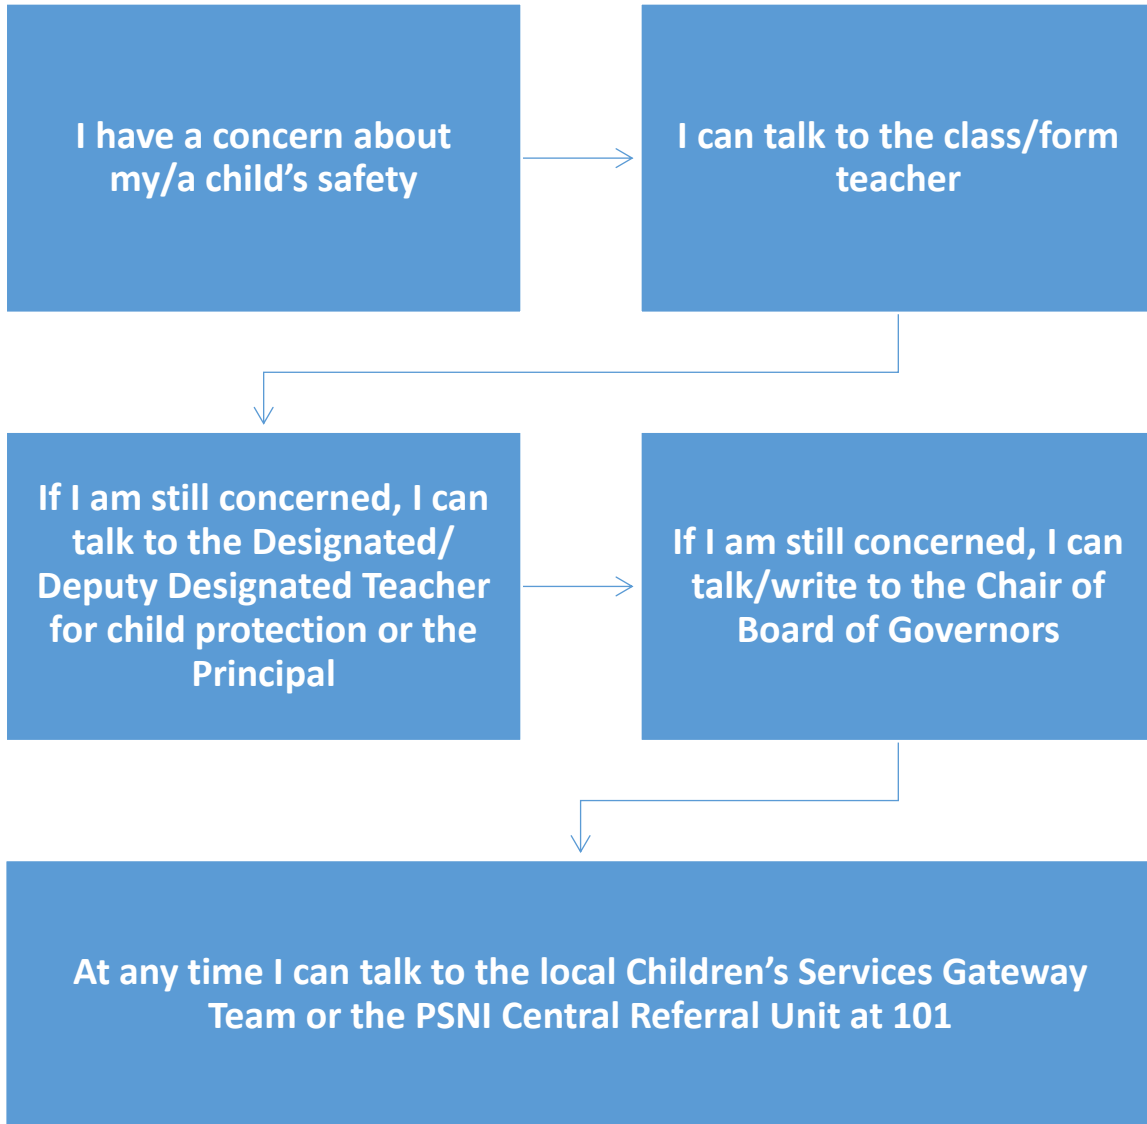 I have a concern about
my/a child’s safety
I can talk to the class/form
teacher
If I am still concerned, I can
talk to the Designated/
Deputy Designated Teacher
for child protection or the
Principal
If I am still concerned, I can
talk/write to the Chair of
Board of Governors
At any time I can talk to the local Children’s Services Gateway
Team or the PSNI Central Referral Unit at 101